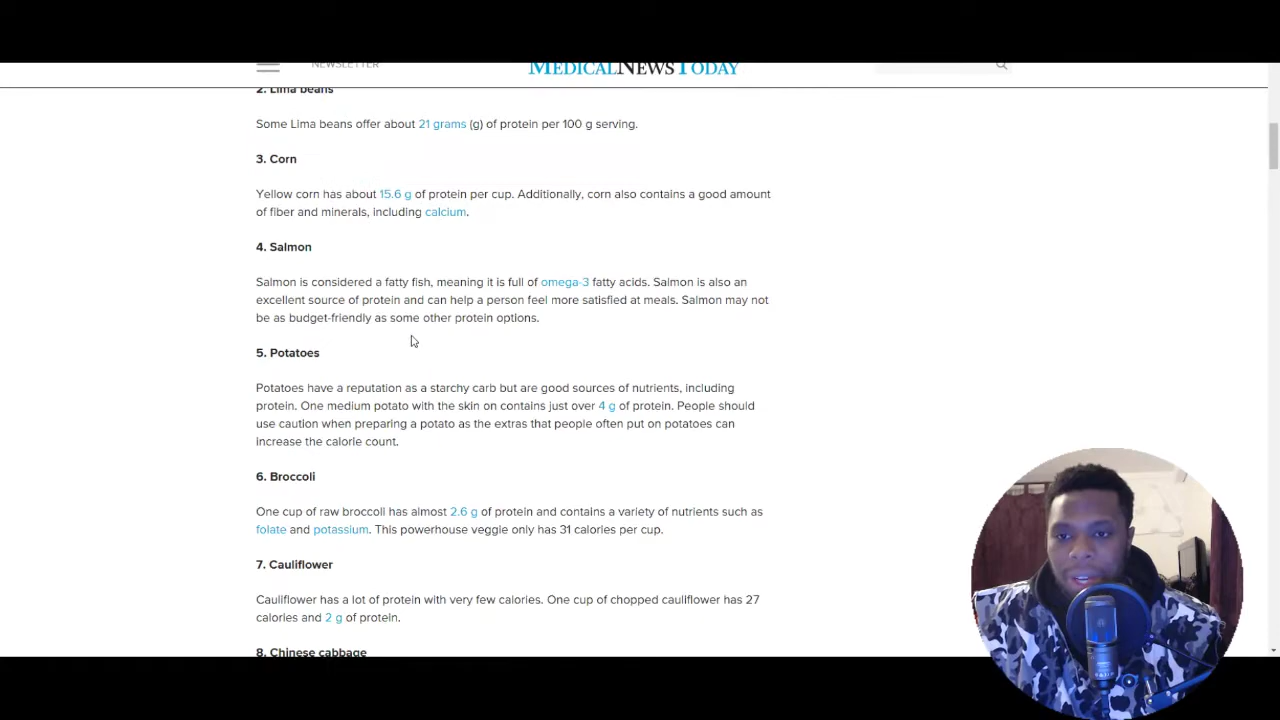 NEWSLETTER
MEDICALNEWSTODAY
2. Lima beans
Some Lima beans offer about 21 grams (g) of protein per 100 g serving.
3. Corn
Yellow corn has about 15.6 g of protein per cup. Additionally, corn also contains a good amount
of fiber and minerals, including calcium.
4. Salmon
Salmon is considered a fatty fish, meaning it is full of omega-3 fatty acids. Salmon is also an
excellent source of protein and can help a person feel more satisfied at meals. Salmon may not
be as budget-friendly as some other protein options.
5. Potatoes
Potatoes have a reputation as a starchy carb but are good sources of nutrients, including
protein. One medium potato with the skin on contains just over 4 g of protein. People should
use caution when preparing a potato as the extras that people often put on potatoes can
increase the calorie count.
6. Broccoli
One cup of raw broccoli has almost 2.6 g of protein and contains a variety of nutrients such as
folate and potassium. This powerhouse veggie only has 31 calories per cup.
7. Cauliflower
Cauliflower has a lot of protein with very few calories. One cup of chopped cauliflower has 27
calories and 2 g of protein.
8. Chinese cabbage